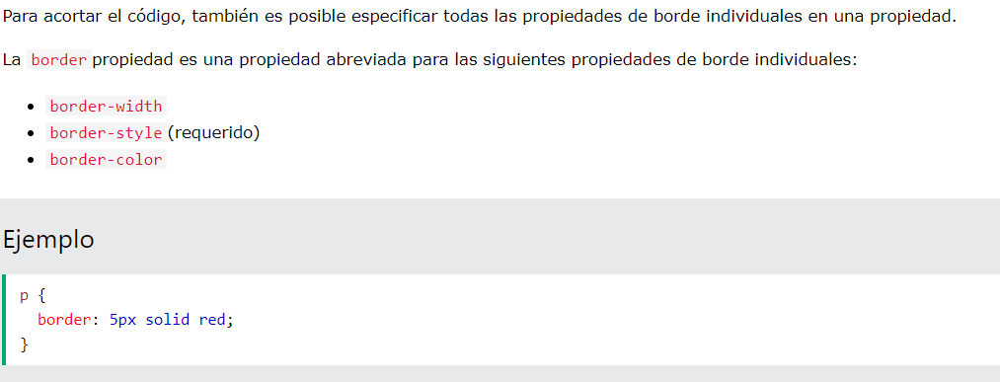 Para acortar el código, también es posible especificar todas las propiedades de borde individuales en una propiedad.
La border propiedad es una propiedad abreviada para las siguientes propiedades de borde individuales:
• border-width
• border-style (requerido)
• border-color
Ejemplo
p {
  border: 5px solid red;
}